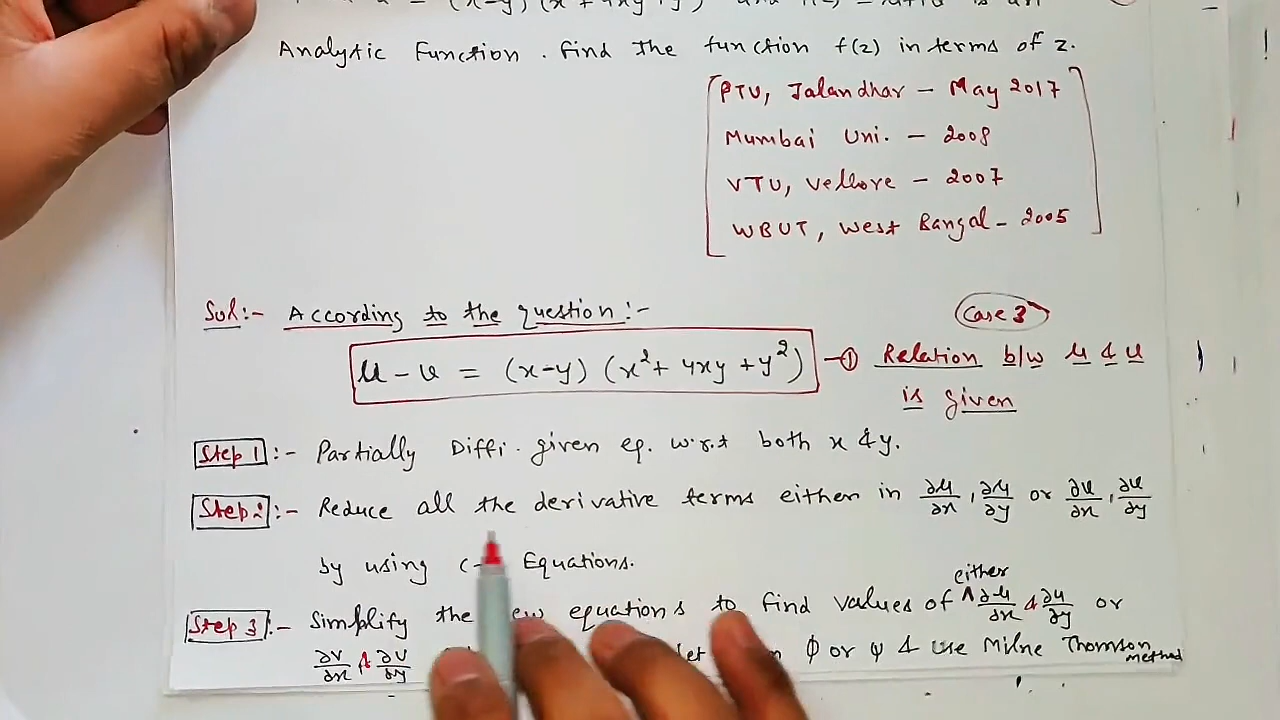 Analytic Function. Find the function f(z) in terms of z.
PTU, Jalandhar – May 2017
Mumbai Uni. – 2008
VTU, Vellore – 2007
WBUT, West Bangal – 2005
Sol:- According to the question:-
Case 3
u - v = (x-y) (x² + 4xy + y²) —① Relation b/w u & v
is given
Step 1:- Partially Diffi. given eq. w.r.t both x & y.
Step 2:- Reduce all the derivative terms either in ∂u/∂x, ∂u/∂y or ∂v/∂x, ∂v/∂y
by using Equations.
either
Step 3:- Simplify the equations to find values of ^ ∂u/∂x & ∂u/∂y or
∂v/∂x & ∂v/∂y ϕ or ψ & use Milne Thomson
method